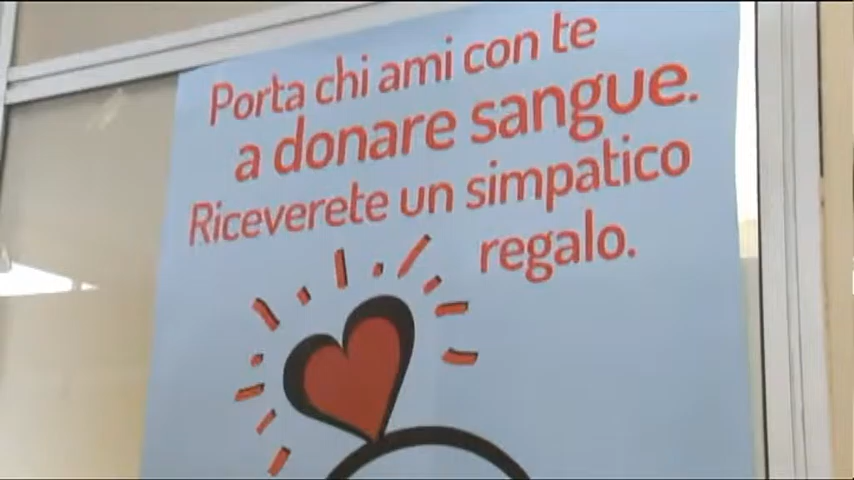 Porta chi ami con te
a donare sangue.
Riceverete un simpatico
regalo.